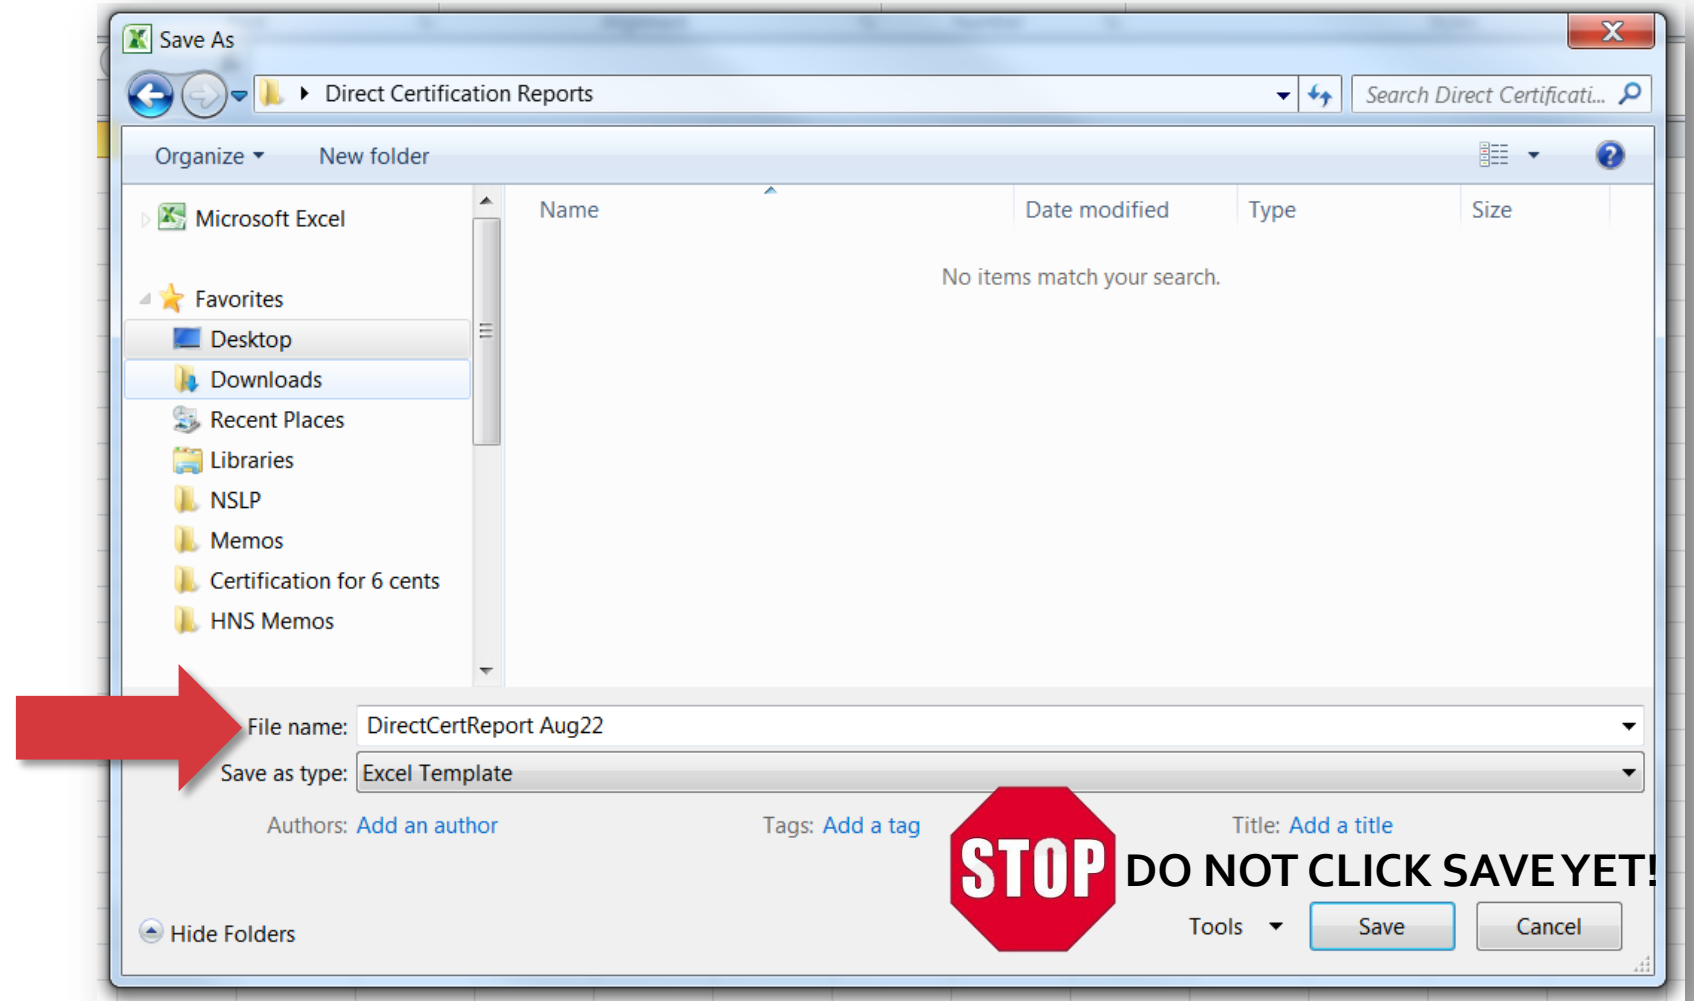 Save As
Direct Certification Reports
Search Direct Certificati...
Organize
New folder
Microsoft Excel
Name
Date modified
Type
Size
No items match your search.
Favorites
Desktop
Downloads
Recent Places
Libraries
NSLP
Memos
Certification for 6 cents
HNS Memos
File name: DirectCertReport Aug22
Save as type: Excel Template
Authors: Add an author
Tags: Add a tag
Title: Add a title
STOP DO NOT CLICK SAVE YET!
Hide Folders
Tools
Save
Cancel